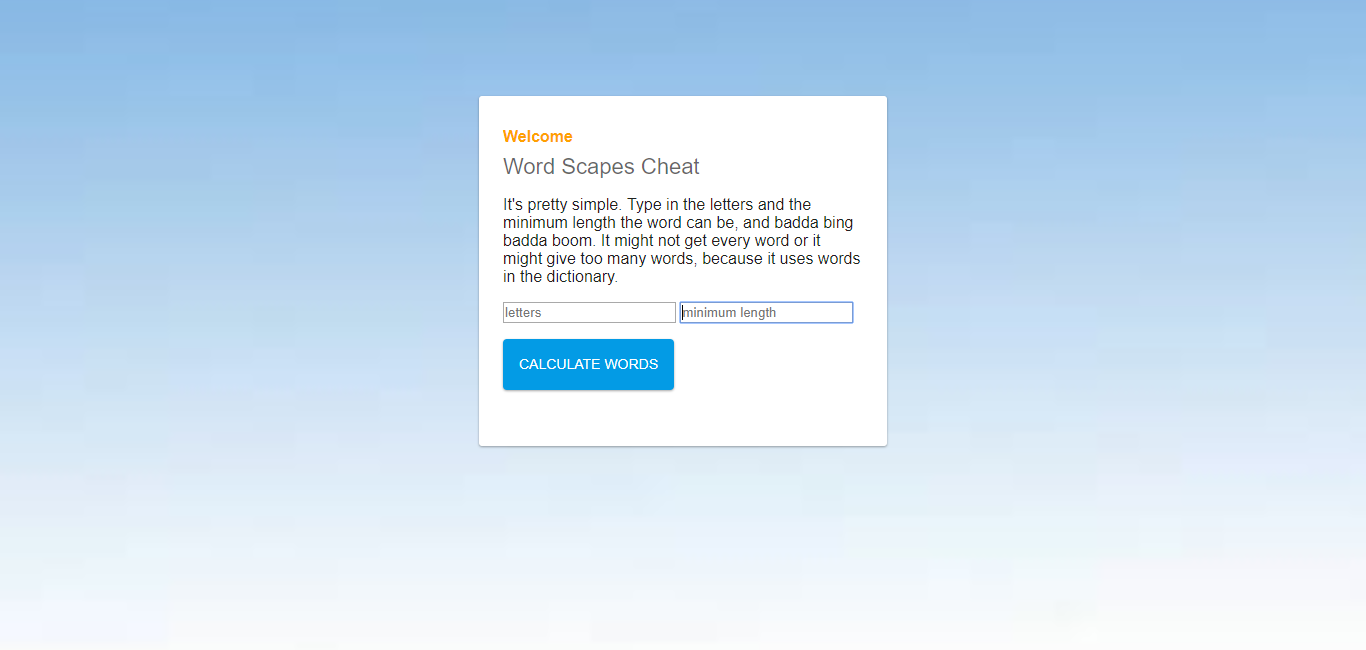 Welcome
Word Scapes Cheat
It's pretty simple. Type in the letters and the
minimum length the word can be, and badda bing
badda boom. It might not get every word or it
might give too many words, because it uses words
in the dictionary.
letters minimum length
CALCULATE WORDS